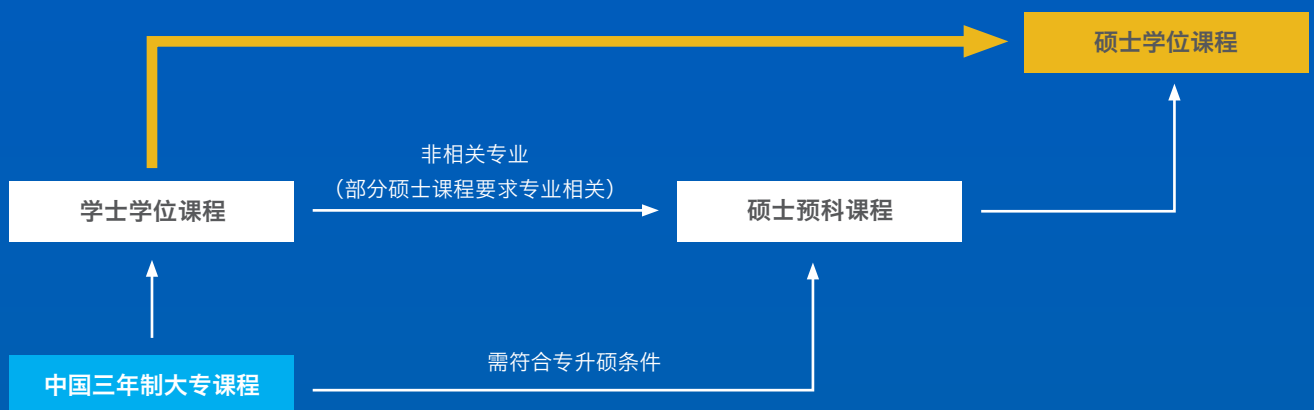 硕士学位课程
非相关专业
（部分硕士课程要求专业相关）
学士学位课程
硕士预科课程
需符合专升硕条件
中国三年制大专课程